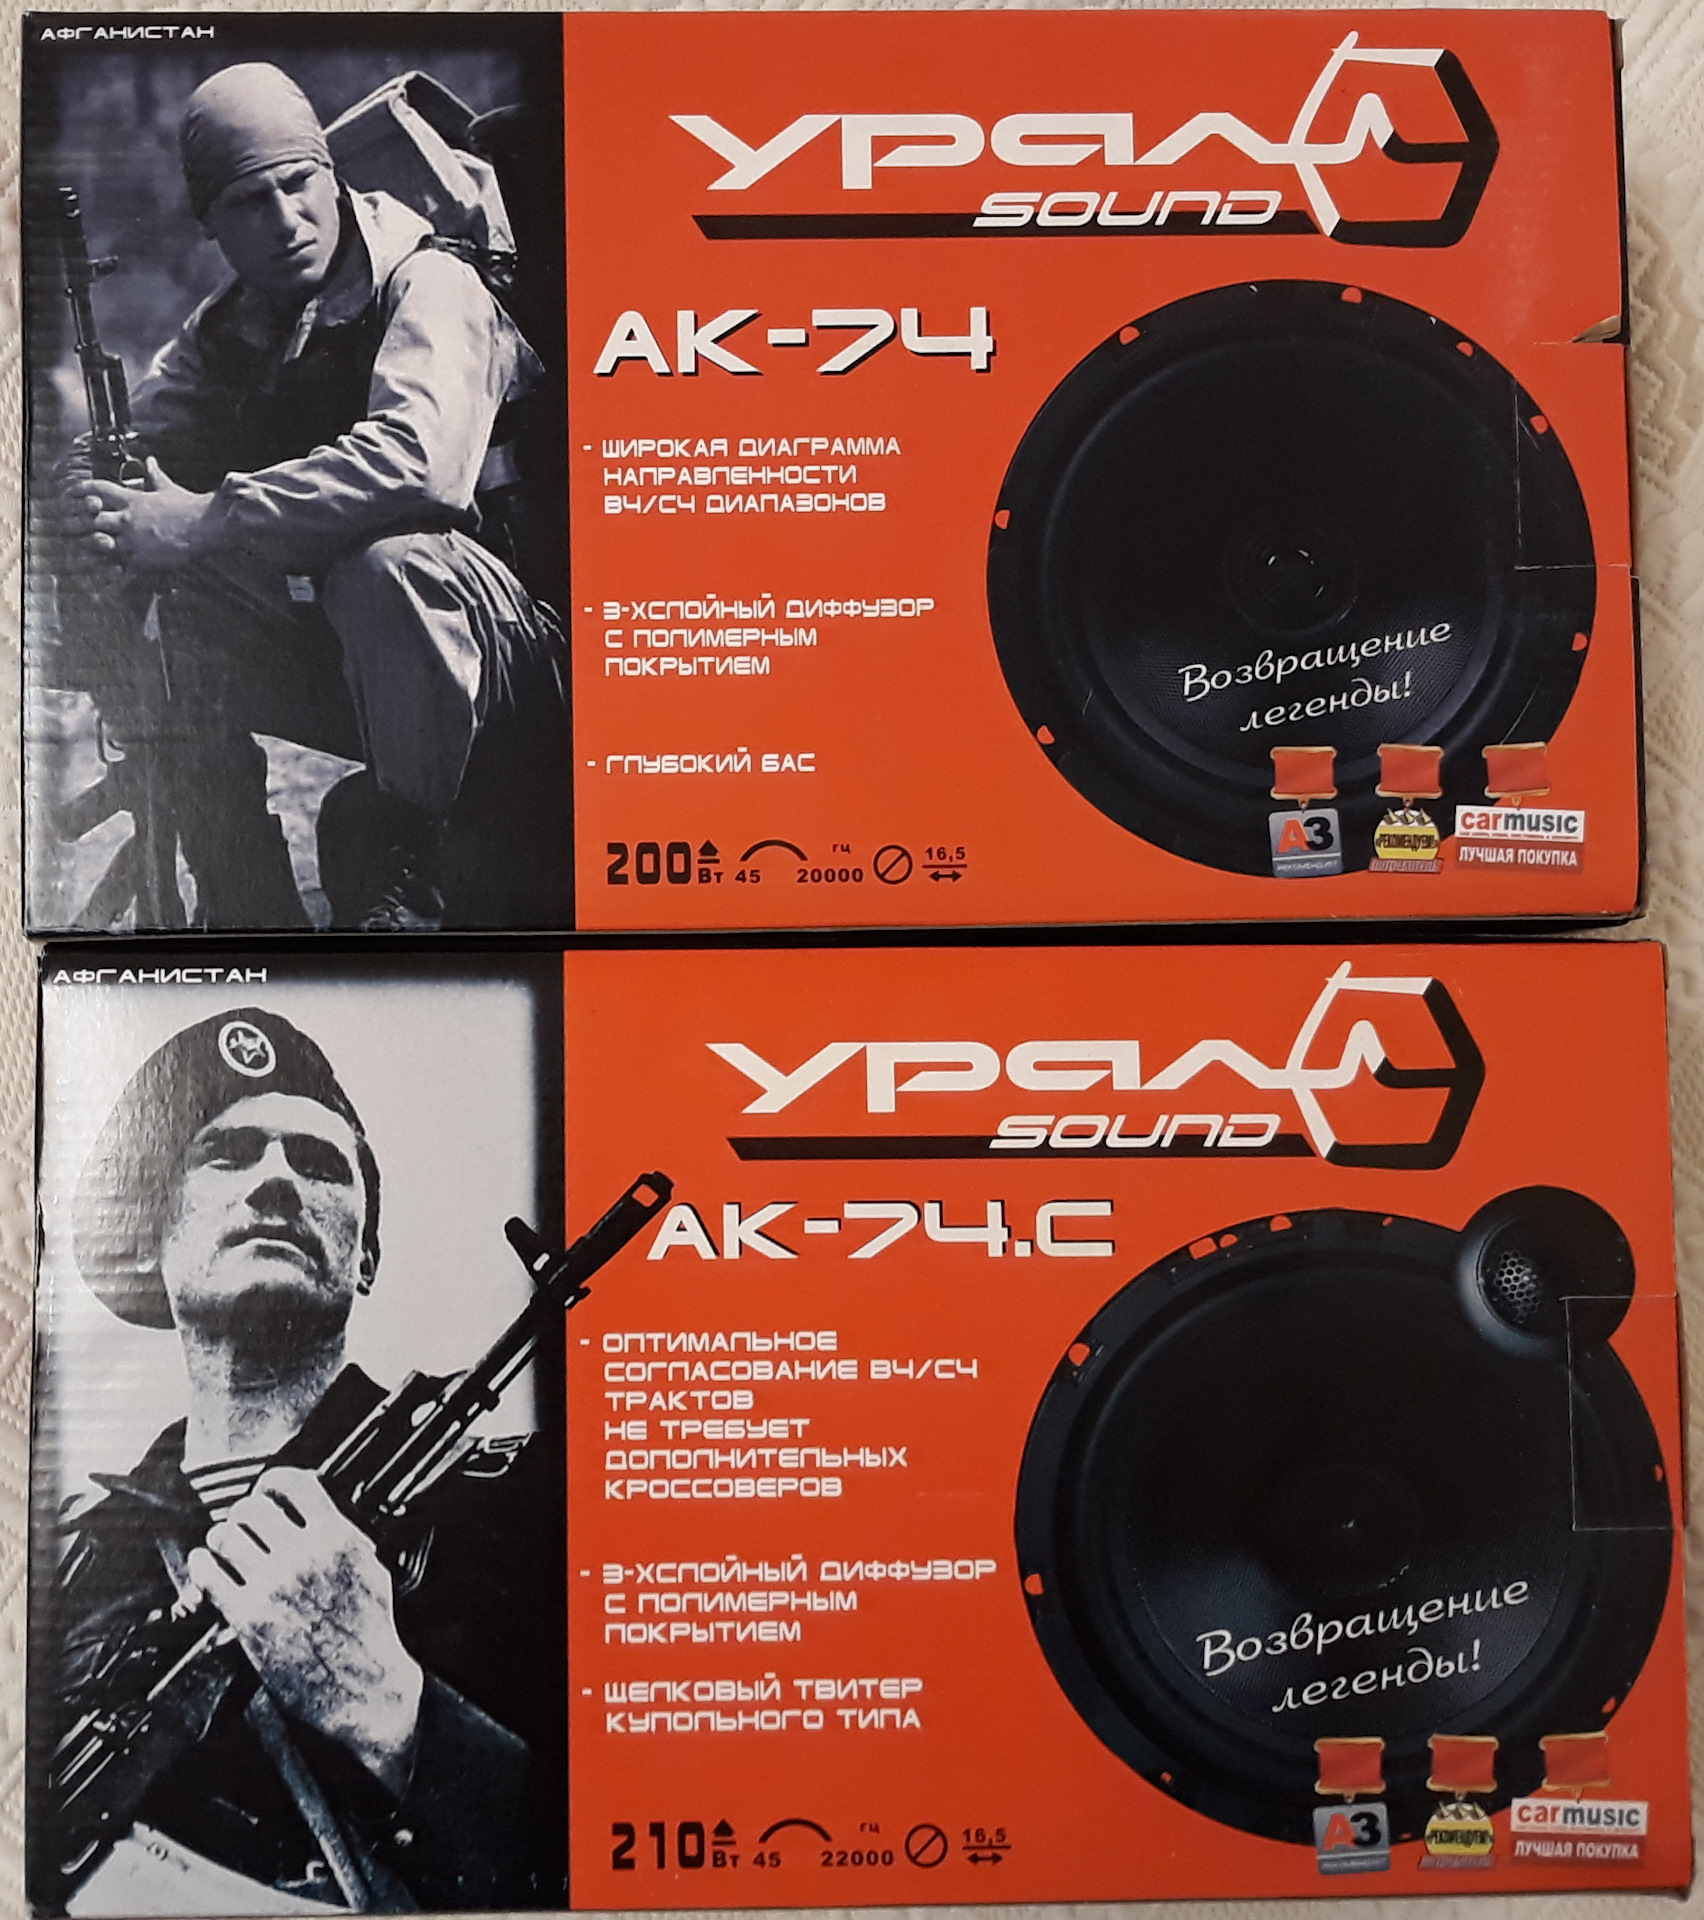 АФГАНИСТАН
УРАЛ
SOUND
АК-74
- ШИРОКАЯ ДИАГРАММА
НАПРАВЛЕННОСТИ
ВЧ/СЧ ДИАПАЗОНОВ
- 3-ХСЛОЙНЫЙ ДИФФУЗОР
С ПОЛИМЕРНЫМ
ПОКРЫТИЕМ
- ГЛУБОКИЙ БАС
Возвращение
легенды!
200 Вт 45 20000 гц 16,5
А3
РЕКОМЕНДУЕМ
carmusic
ЛУЧШАЯ ПОКУПКА
АФГАНИСТАН
УРАЛ
SOUND
АК-74.С
- ОПТИМАЛЬНОЕ
СОГЛАСОВАНИЕ ВЧ/СЧ
ТРАКТОВ
НЕ ТРЕБУЕТ
ДОПОЛНИТЕЛЬНЫХ
КРОССОВЕРОВ
- 3-ХСЛОЙНЫЙ ДИФФУЗОР
С ПОЛИМЕРНЫМ
ПОКРЫТИЕМ
- ШЕЛКОВЫЙ ТВИТЕР
КУПОЛЬНОГО ТИПА
Возвращение
легенды!
210 Вт 45 22000 гц 16,5
А3
РЕКОМЕНДУЕМ
carmusic
ЛУЧШАЯ ПОКУПКА